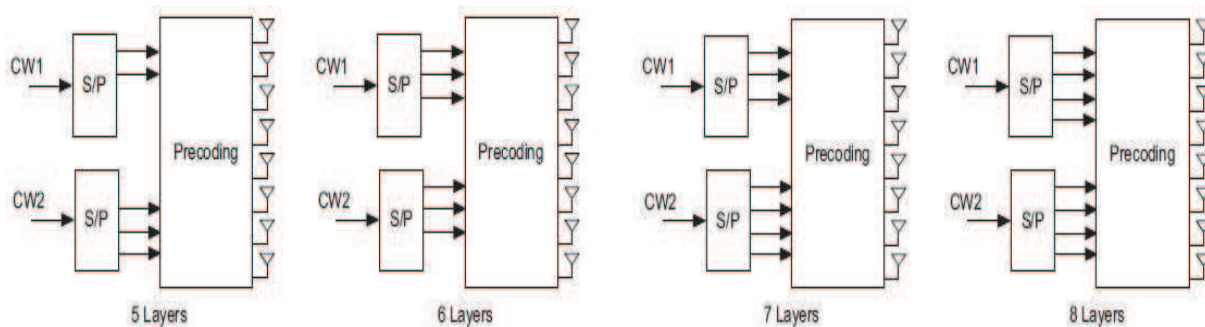 CW1
S/P
Precoding
CW2
S/P
5 Layers
CW1
S/P
Precoding
CW2
S/P
6 Layers
CW1
S/P
Precoding
CW2
S/P
7 Layers
CW1
S/P
Precoding
CW2
S/P
8 Layers